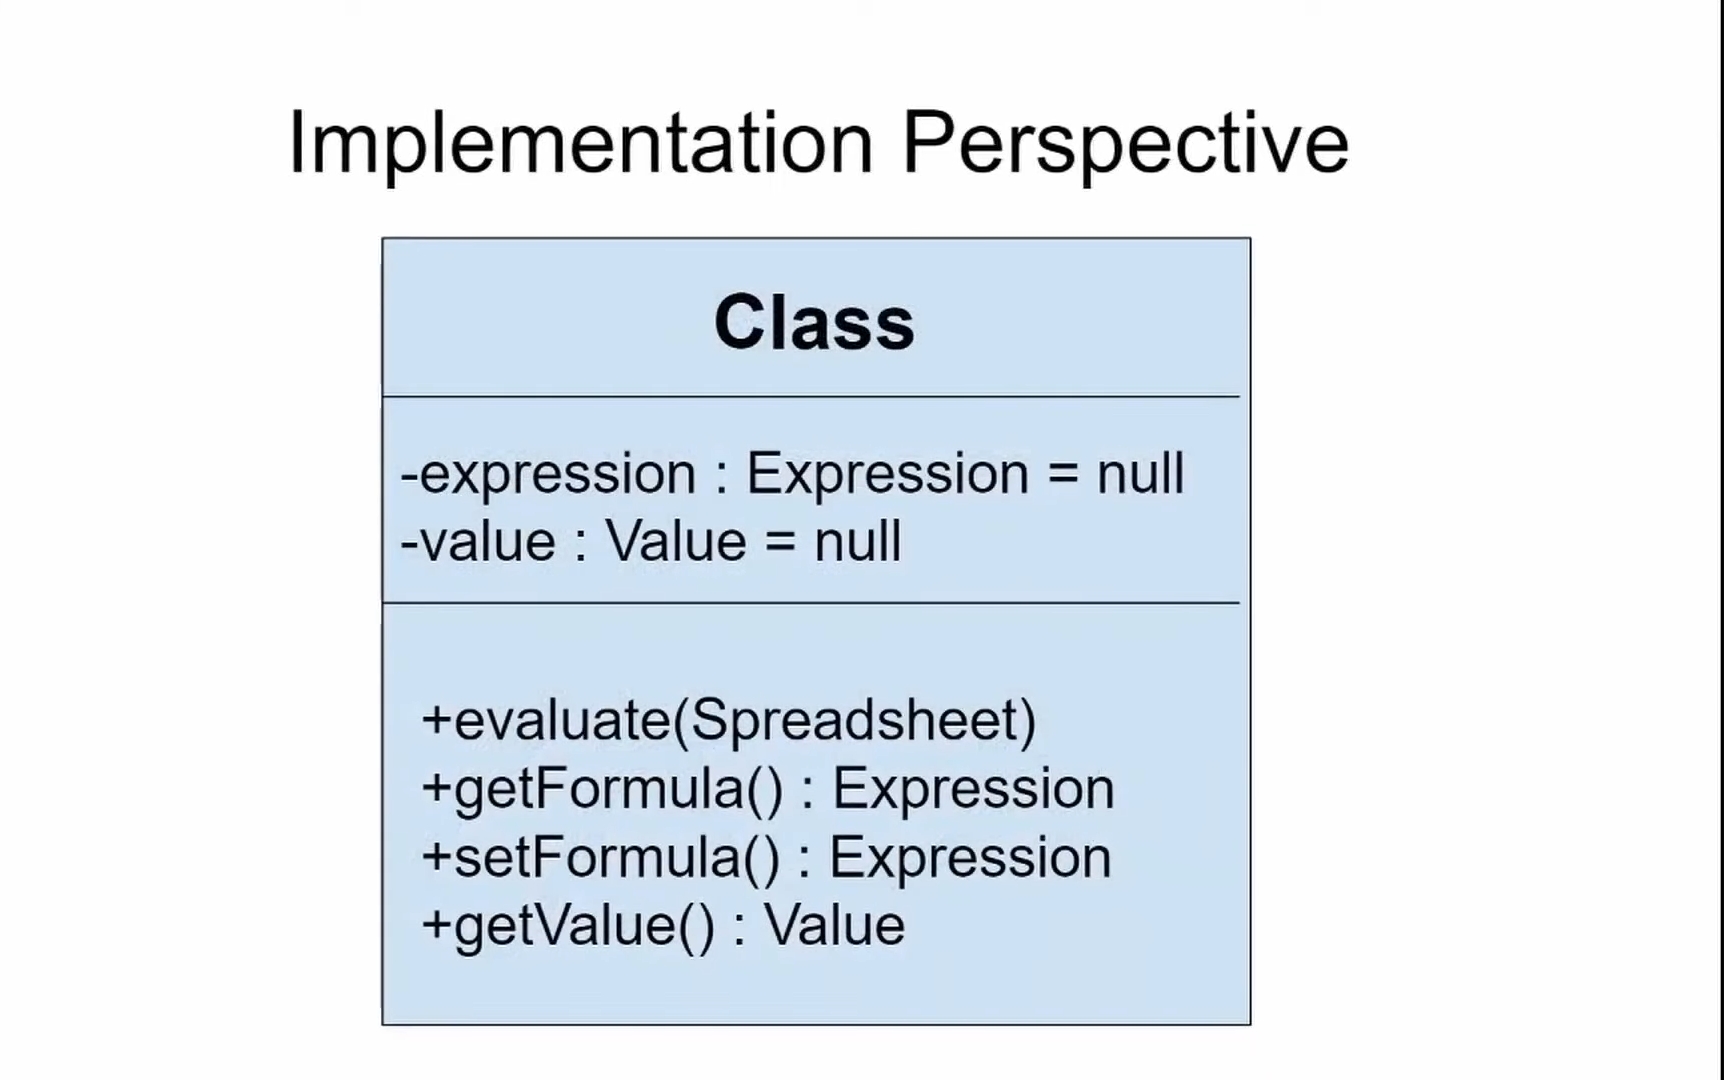 Implementation Perspective
Class
-expression : Expression = null
-value : Value = null
+evaluate(Spreadsheet)
+getFormula() : Expression
+setFormula() : Expression
+getValue() : Value